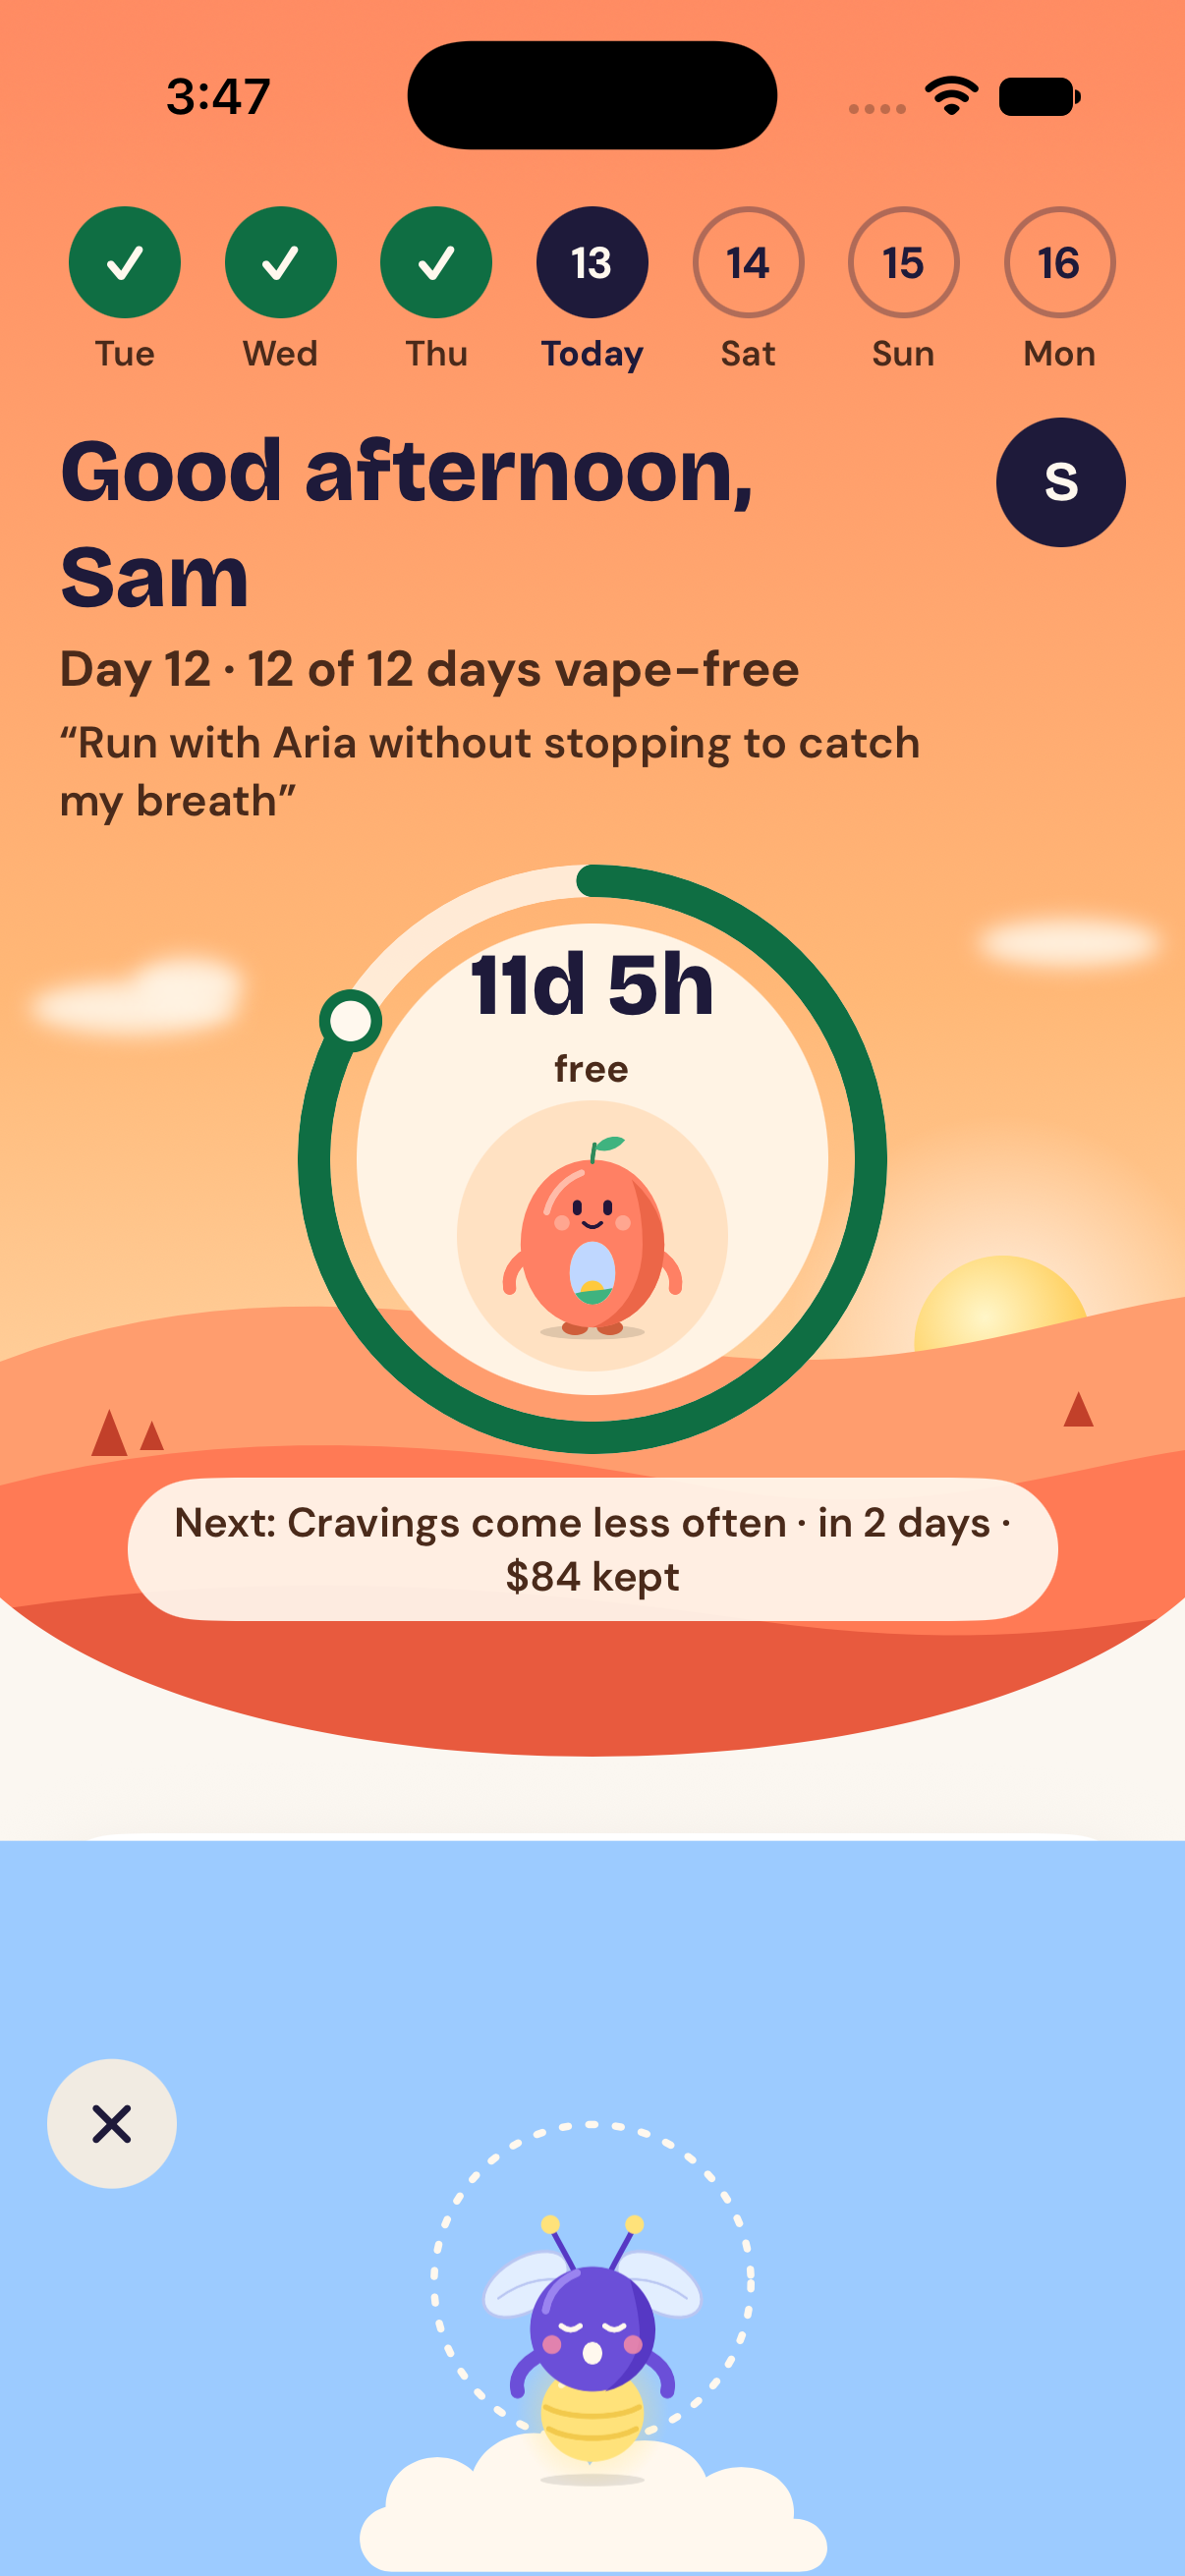 3:47
13 14 15 16
Tue Wed Thu Today Sat Sun Mon
Good afternoon,
Sam
S
Day 12 · 12 of 12 days vape-free
“Run with Aria without stopping to catch
my breath”
11d 5h
free
Next: Cravings come less often · in 2 days ·
$84 kept